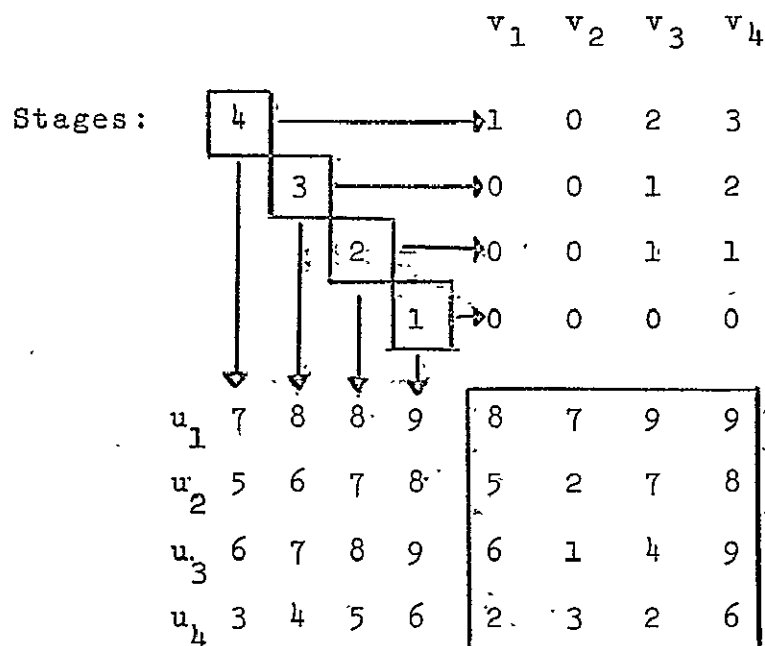 v1 v2 v3 v4
Stages: 4 1 0 2 3
3 0 0 1 2
2 0 0 1 1
1 0 0 0 0
u1 7 8 8 9 8 7 9 9
u2 5 6 7 8 5 2 7 8
u3 6 7 8 9 6 1 4 9
u4 3 4 5 6 2 3 2 6